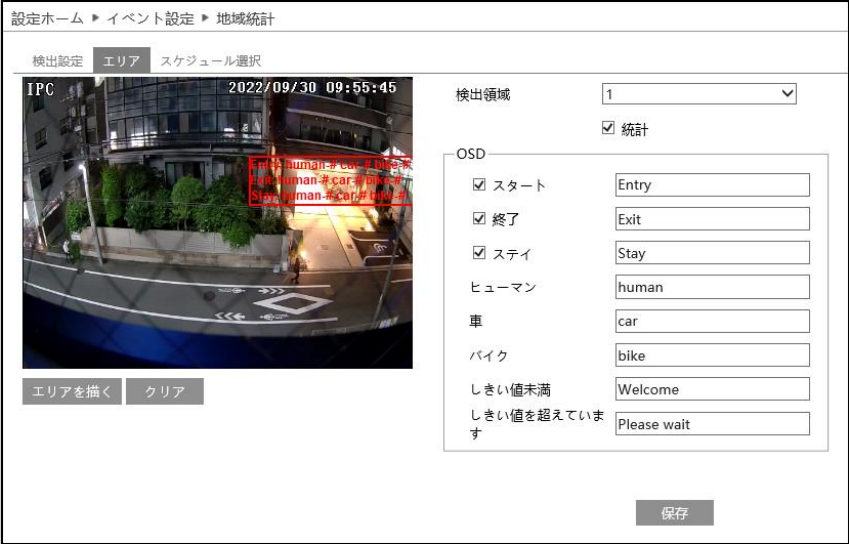 設定ホーム ▶ イベント設定 ▶ 地域統計
検出設定 エリア スケジュール選択
IPC 2022/09/30 09:55:45
Entry:human-# car-# bike-#
Exit:human-# car-# bike-#
Stay:human-# car-# bike-#
エリアを描く クリア
検出領域 1
統計
OSD
スタート Entry
終了 Exit
ステイ Stay
ヒューマン human
車 car
バイク bike
しきい値未満 Welcome
しきい値を超えていま
す
Please wait
保存